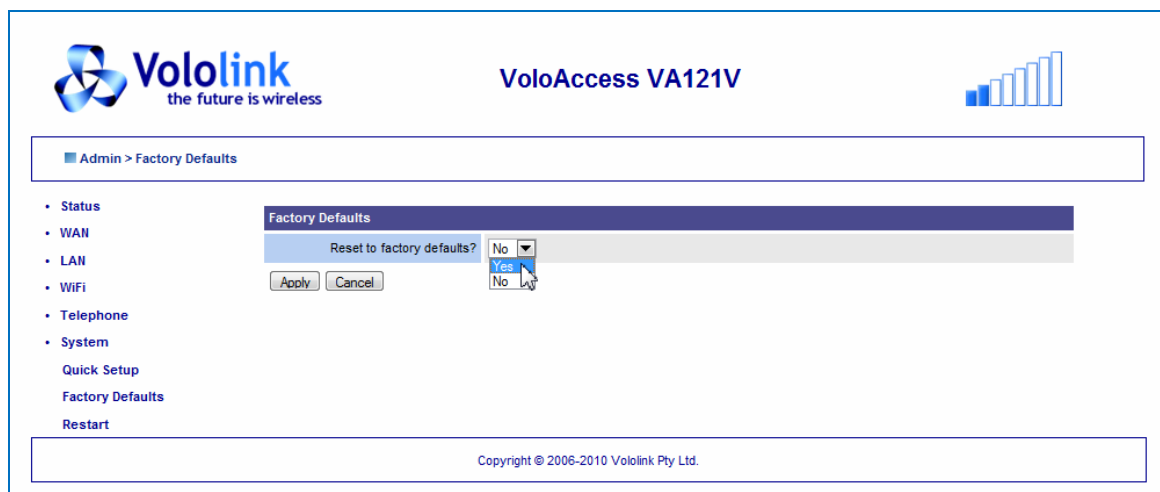 Vololink
the future is wireless
VoloAccess VA121V
Admin > Factory Defaults
• Status
• WAN
• LAN
• WiFi
• Telephone
• System
Quick Setup
Factory Defaults
Restart
Factory Defaults
Reset to factory defaults? No
Yes
No
Apply Cancel
Copyright © 2006-2010 Vololink Pty Ltd.